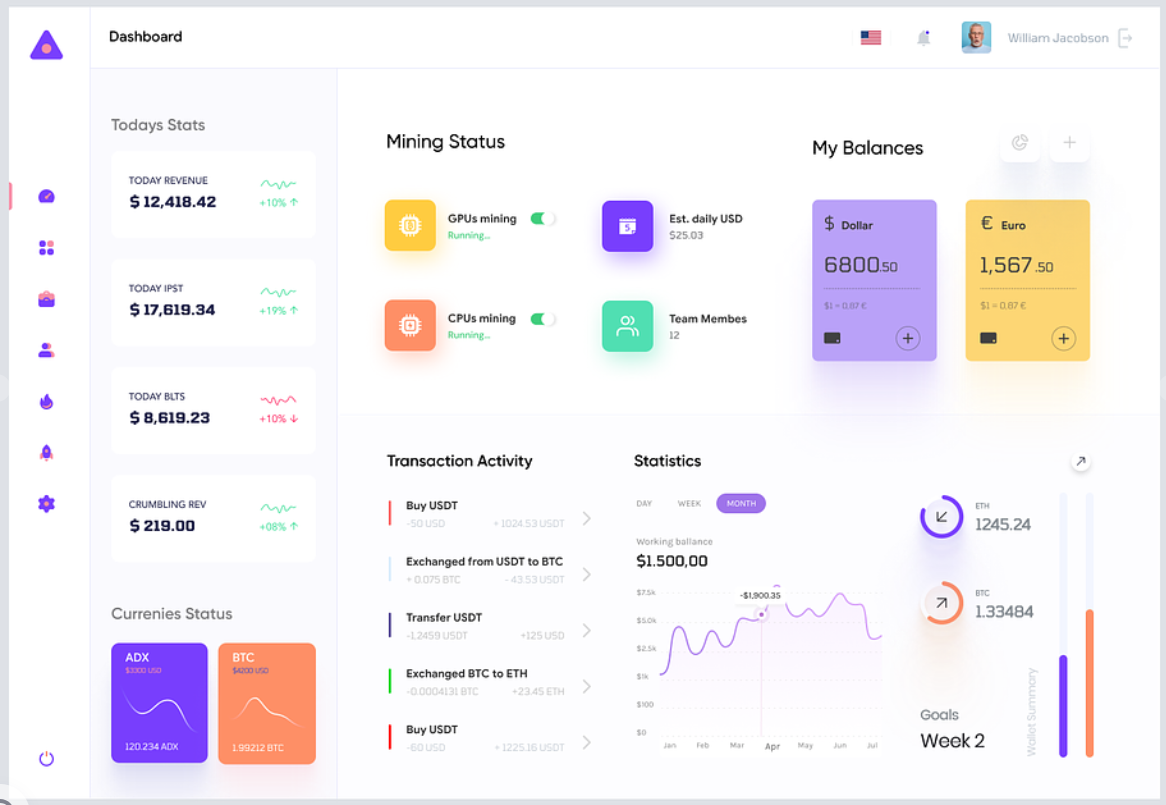 Dashboard
William Jacobson
Todays Stats
TODAY REVENUE
$ 12,418.42
+10% ↑
TODAY IPST
$ 17,619.34
+19% ↑
TODAY BLTS
$ 8,619.23
+10% ↓
CRUMBLING REV
$ 219.00
+08% ↑
Currenies Status
ADX
$3300 USD
120.234 ADX
BTC
$4200 USD
1.99212 BTC
Mining Status
GPUs mining
Running...
Est. daily USD
$25.03
CPUs mining
Running...
Team Membes
12
My Balances
$ Dollar
6800.50
$1 = 0.87 €
€ Euro
1,567.50
$1 = 0.87 €
Transaction Activity
Buy USDT
-50 USD + 1024.53 USDT
Exchanged from USDT to BTC
+ 0.075 BTC - 43.53 USDT
Transfer USDT
-1.2459 USDT +125 USD
Exchanged BTC to ETH
-0.0004131 BTC +23.45 ETH
Buy USDT
-60 USD + 1225.16 USDT
Statistics
DAY WEEK MONTH
Working ballance
$1.500,00
$7.5k
$5.0k
$2.5k
$1k
$100
$0
-$1,900.35
Jan Feb Mar Apr May Jun Jul
ETH
1245.24
BTC
1.33484
Goals
Week 2
Wallet Summary